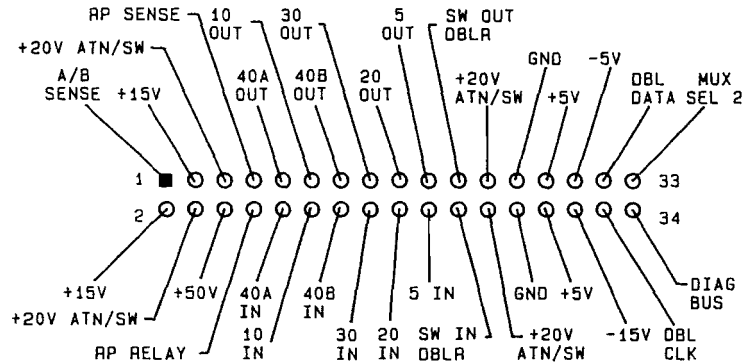 RP SENSE 10 OUT 30 OUT 5 OUT SW OUT DBLR
+20V ATN/SW
A/B SENSE +15V 40A OUT 40B OUT 20 OUT +20V ATN/SW GND +5V -5V DBL DATA MUX SEL 2
1 33
2 34
+15V +50V 40A IN 40B IN 5 IN GND +5V DIAG BUS
+20V ATN/SW
RP RELAY 10 IN 30 IN 20 IN SW IN DBLR +20V ATN/SW -15V DBL CLK